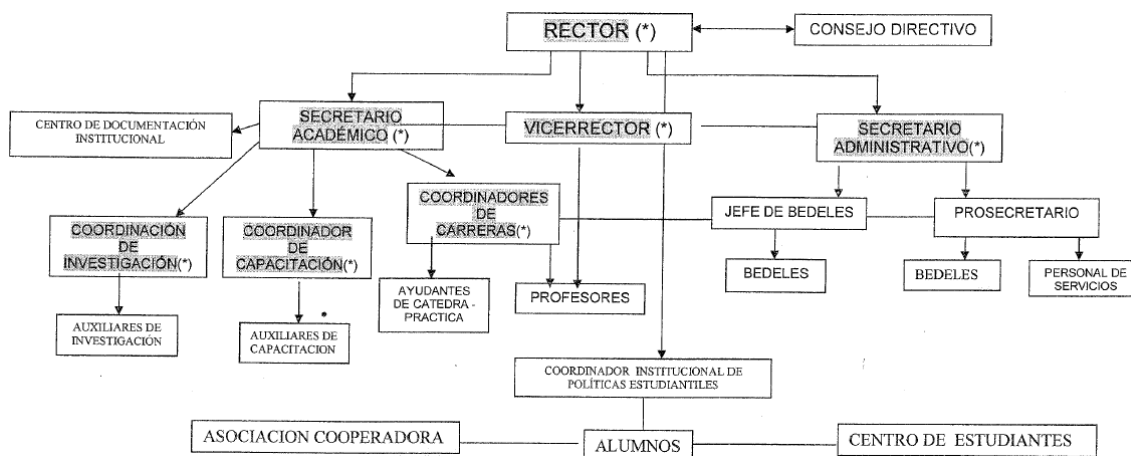 RECTOR (*)
CONSEJO DIRECTIVO
CENTRO DE DOCUMENTACIÓN
INSTITUCIONAL
SECRETARIO
ACADÉMICO (*)
VICERRECTOR (*)
SECRETARIO
ADMINISTRATIVO(*)
COORDINACIÓN
DE
INVESTIGACIÓN(*)
COORDINADOR
DE
CAPACITACIÓN(*)
COORDINADORES
DE
CARRERAS(*)
JEFE DE BEDELES
PROSECRETARIO
AYUDANTES
DE CATEDRA -
PRACTICA
PROFESORES
BEDELES
BEDELES
PERSONAL DE
SERVICIOS
AUXILIARES DE
INVESTIGACIÓN
AUXILIARES DE
CAPACITACION
COORDINADOR INSTITUCIONAL DE
POLÍTICAS ESTUDIANTILES
ASOCIACION COOPERADORA
ALUMNOS
CENTRO DE ESTUDIANTES